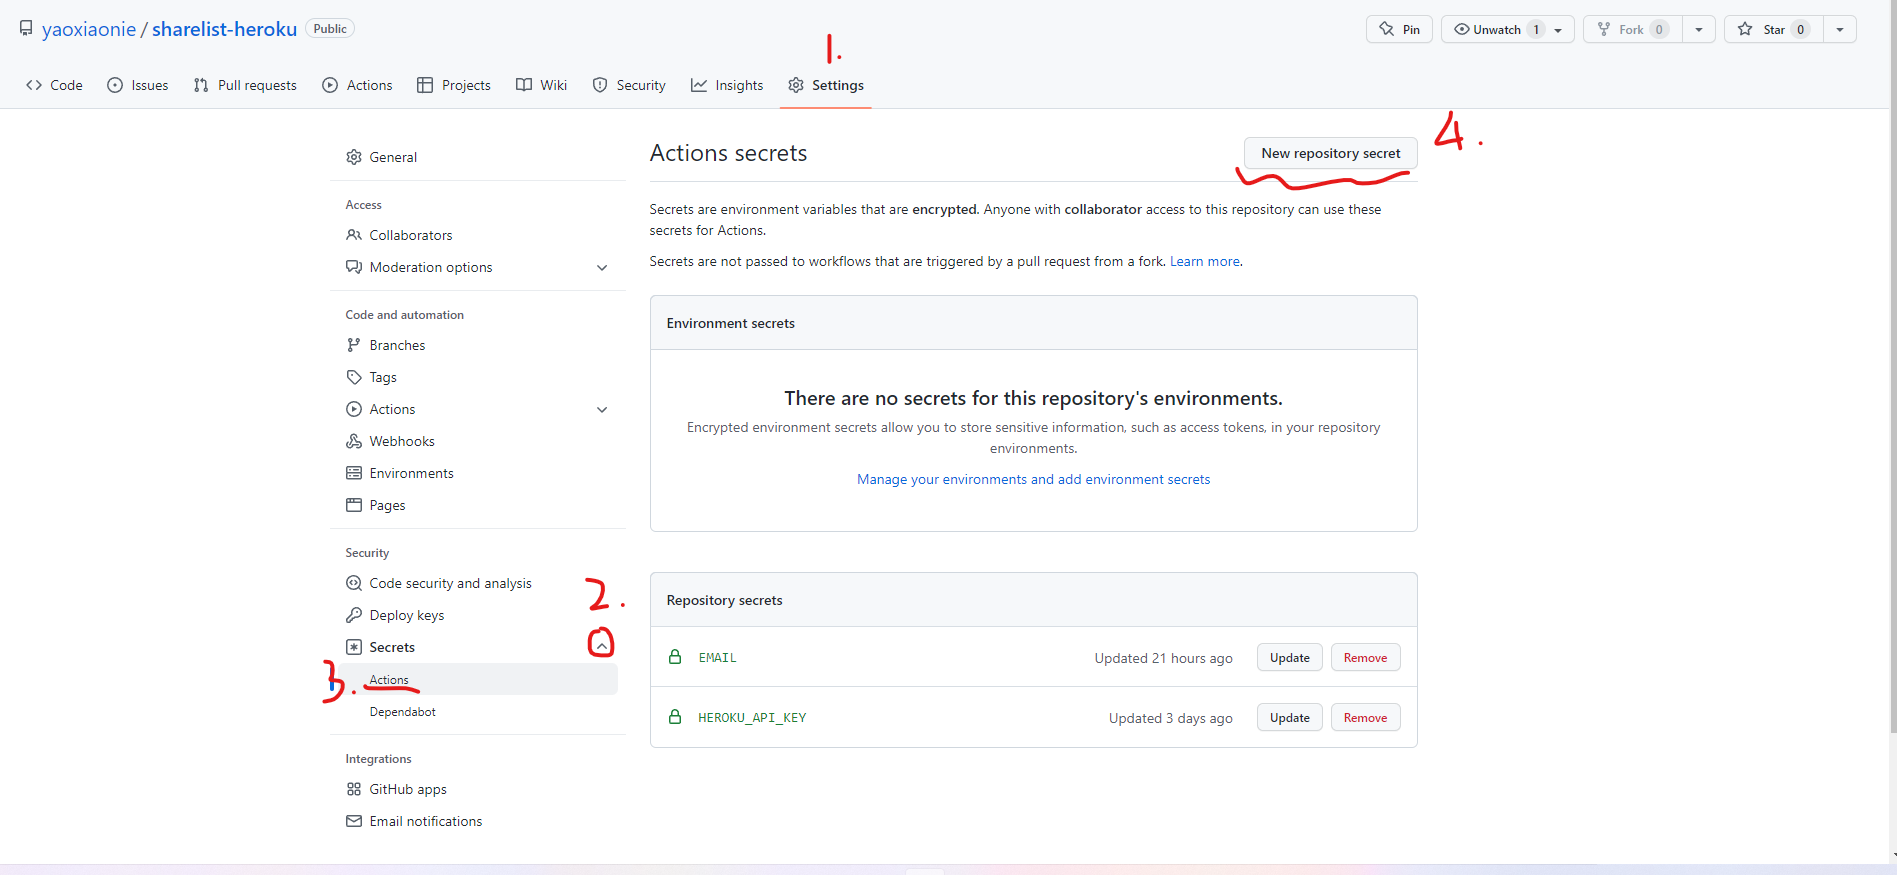 yaoxiaonie / sharelist-heroku Public
Pin
Unwatch 1
Fork 0
Star 0
1.
Code
Issues
Pull requests
Actions
Projects
Wiki
Security
Insights
Settings
General
Access
Collaborators
Moderation options
Code and automation
Branches
Tags
Actions
Webhooks
Environments
Pages
Security
Code security and analysis
2.
Deploy keys
Secrets
3.
Actions
Dependabot
Integrations
GitHub apps
Email notifications
Actions secrets
New repository secret
4.
Secrets are environment variables that are encrypted. Anyone with collaborator access to this repository can use these
secrets for Actions.
Secrets are not passed to workflows that are triggered by a pull request from a fork. Learn more.
Environment secrets
There are no secrets for this repository's environments.
Encrypted environment secrets allow you to store sensitive information, such as access tokens, in your repository
environments.
Manage your environments and add environment secrets
Repository secrets
EMAIL
Updated 21 hours ago
Update
Remove
HEROKU_API_KEY
Updated 3 days ago
Update
Remove